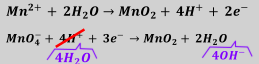 Mn²⁺ + 2H₂O → MnO₂ + 4H⁺ + 2e⁻
MnO₄⁻ + 4H⁺ + 3e⁻ → MnO₂ + 2H₂O
4H₂O 4OH⁻